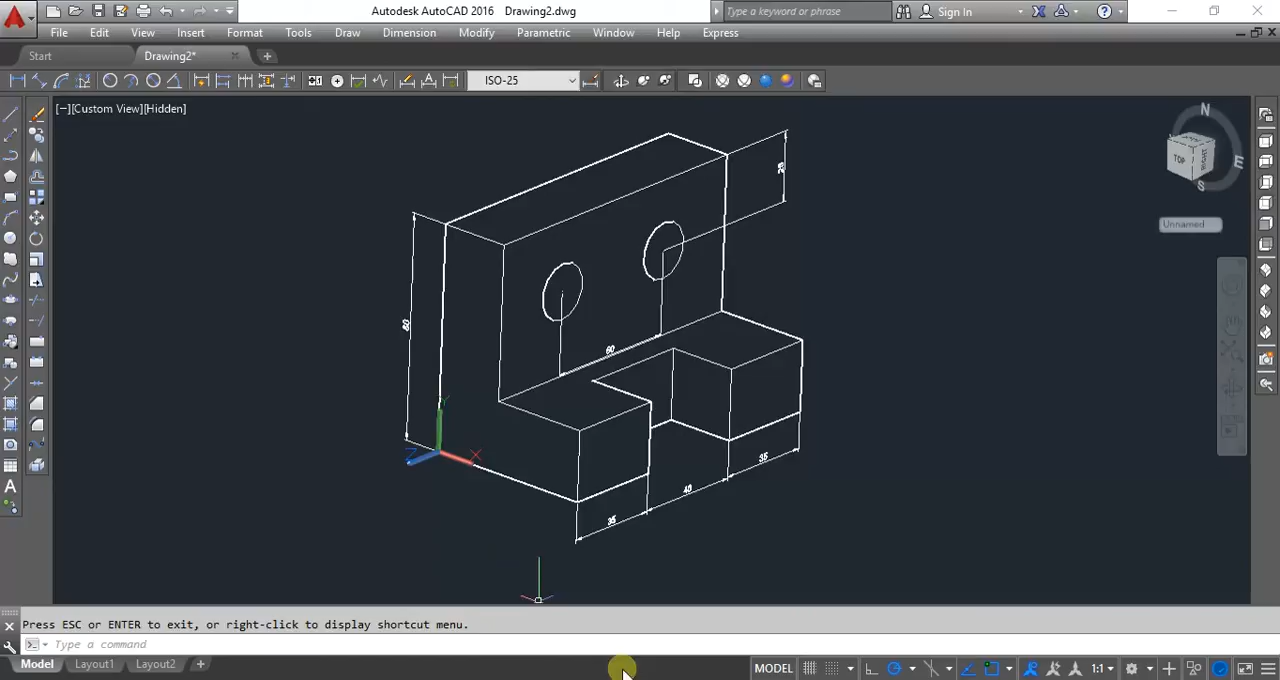 Autodesk AutoCAD 2016 Drawing2.dwg
Type a keyword or phrase
Sign In
File Edit View Insert Format Tools Draw Dimension Modify Parametric Window Help Express
Start
Drawing2*
ISO-25
[−][Custom View][Hidden]
N
TOP
RIGHT
E
S
Unnamed
60
35
40
35
Y
Z
X
A
Press ESC or ENTER to exit, or right-click to display shortcut menu.
Type a command
Model Layout1 Layout2
MODEL
1:1